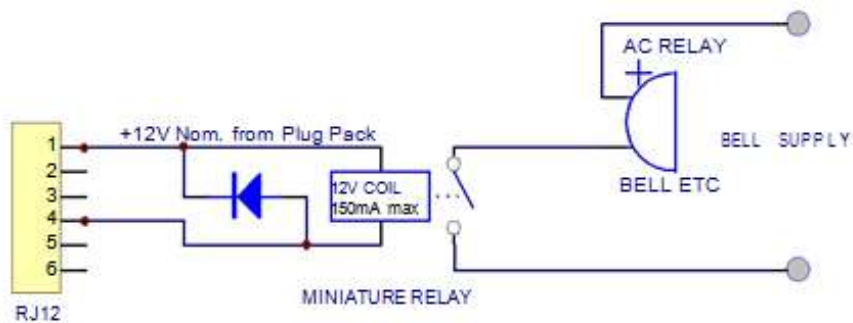 AC RELAY
+
+12V Nom. from Plug Pack
BELL SUPPLY
1
2
3
4
5
6
12V COIL
150mA max
BELL ETC
MINIATURE RELAY
RJ12